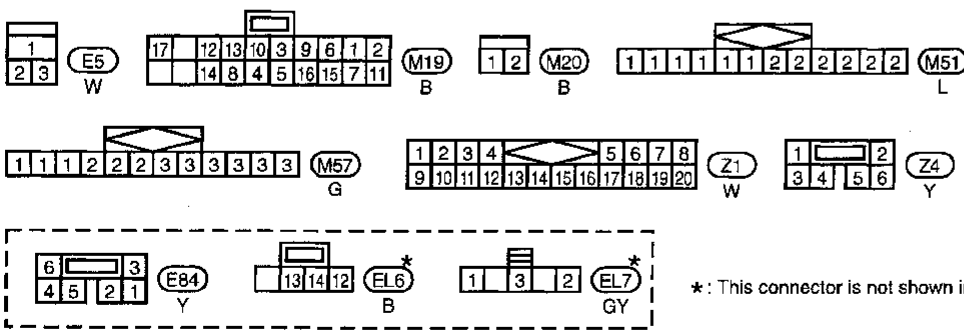 1
2 3
E5
W
17 12 13 10 3 9 6 1 2
14 8 4 5 16 15 7 11
M19
B
1 2
M20
B
1 1 1 1 1 1 2 2 2 2 2 2
M51
L
1 1 1 2 2 2 3 3 3 3 3 3
M57
G
1 2 3 4 5 6 7 8
9 10 11 12 13 14 15 16 17 18 19 20
Z1
W
1 2
3 4 5 6
Z4
Y
6 3
4 5 2 1
E84
Y
13 14 12
EL6 *
B
1 3 2
EL7 *
GY
* : This connector is not shown i